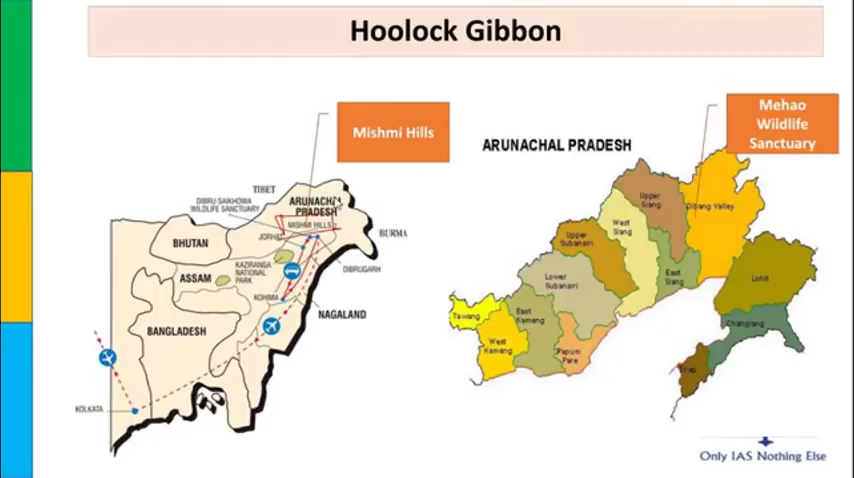 Hoolock Gibbon
Mishmi Hills
TIBET
DIBRU SAIKHOWA
WILDLIFE SANCTUARY
ARUNACHAL
PRADESH
MISHMI HILLS
BURMA
JORHAT
BHUTAN
DIBRUGARH
KAZIRANGA
NATIONAL
PARK
ASSAM
KOHIMA
NAGALAND
BANGLADESH
KOLKATA
Mehao
Wildlife
Sanctuary
ARUNACHAL PRADESH
Upper
Siang
Dibang Valley
West
Siang
Upper
Subansiri
East
Siang
Lohit
Lower
Subansiri
Tawang
East
Kameng
Changlang
West
Kameng
Papum
Pare
Only IAS Nothing Else